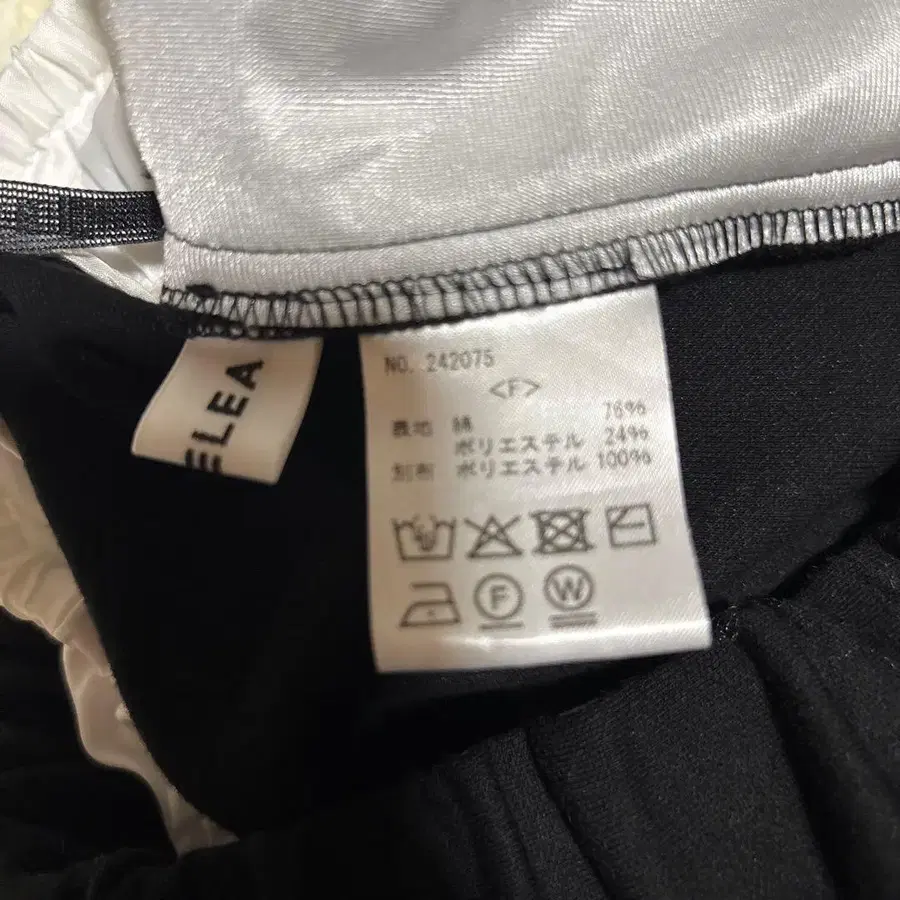 ELEA
NO. 242075
<F>
表地 綿 76%
ポリエステル 24%
別布 ポリエステル 100%
F
W